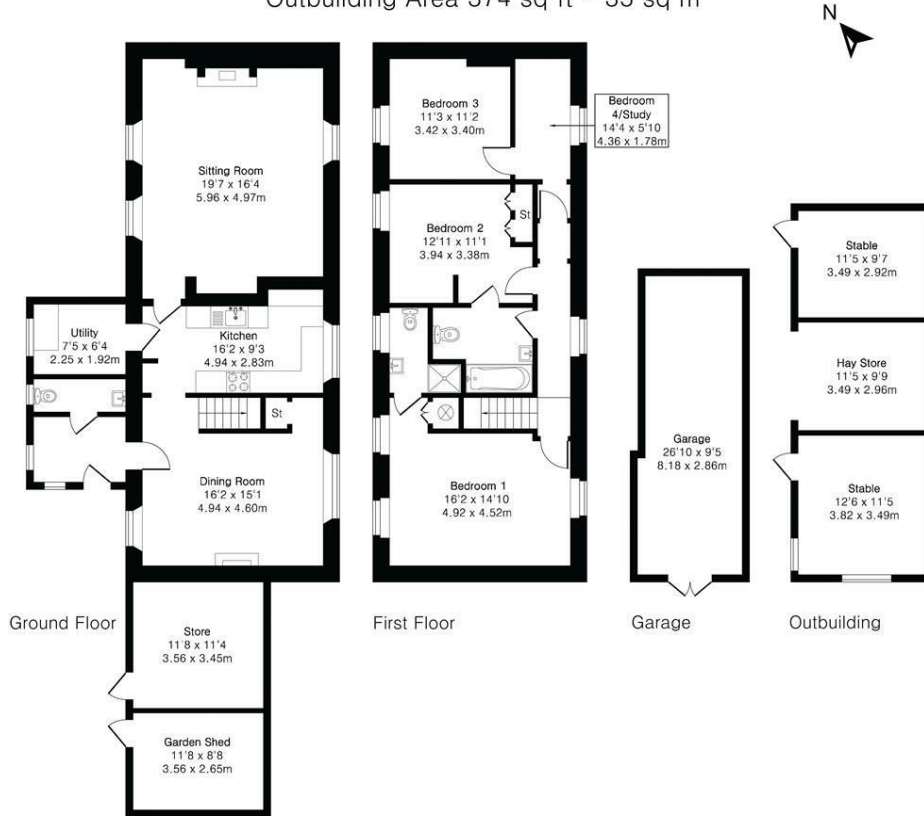 Outbuilding Area 374 sq ft - 35 sq m
N
Sitting Room
19'7 x 16'4
5.96 x 4.97m
Utility
7'5 x 6'4
2.25 x 1.92m
Kitchen
16'2 x 9'3
4.94 x 2.83m
St
Dining Room
16'2 x 15'1
4.94 x 4.60m
Ground Floor
Store
11'8 x 11'4
3.56 x 3.45m
Garden Shed
11'8 x 8'8
3.56 x 2.65m
Bedroom 3
11'3 x 11'2
3.42 x 3.40m
Bedroom
4/Study
14'4 x 5'10
4.36 x 1.78m
Bedroom 2
12'11 x 11'1
3.94 x 3.38m
St
Bedroom 1
16'2 x 14'10
4.92 x 4.52m
First Floor
Garage
26'10 x 9'5
8.18 x 2.86m
Garage
Stable
11'5 x 9'7
3.49 x 2.92m
Hay Store
11'5 x 9'9
3.49 x 2.96m
Stable
12'6 x 11'5
3.82 x 3.49m
Outbuilding